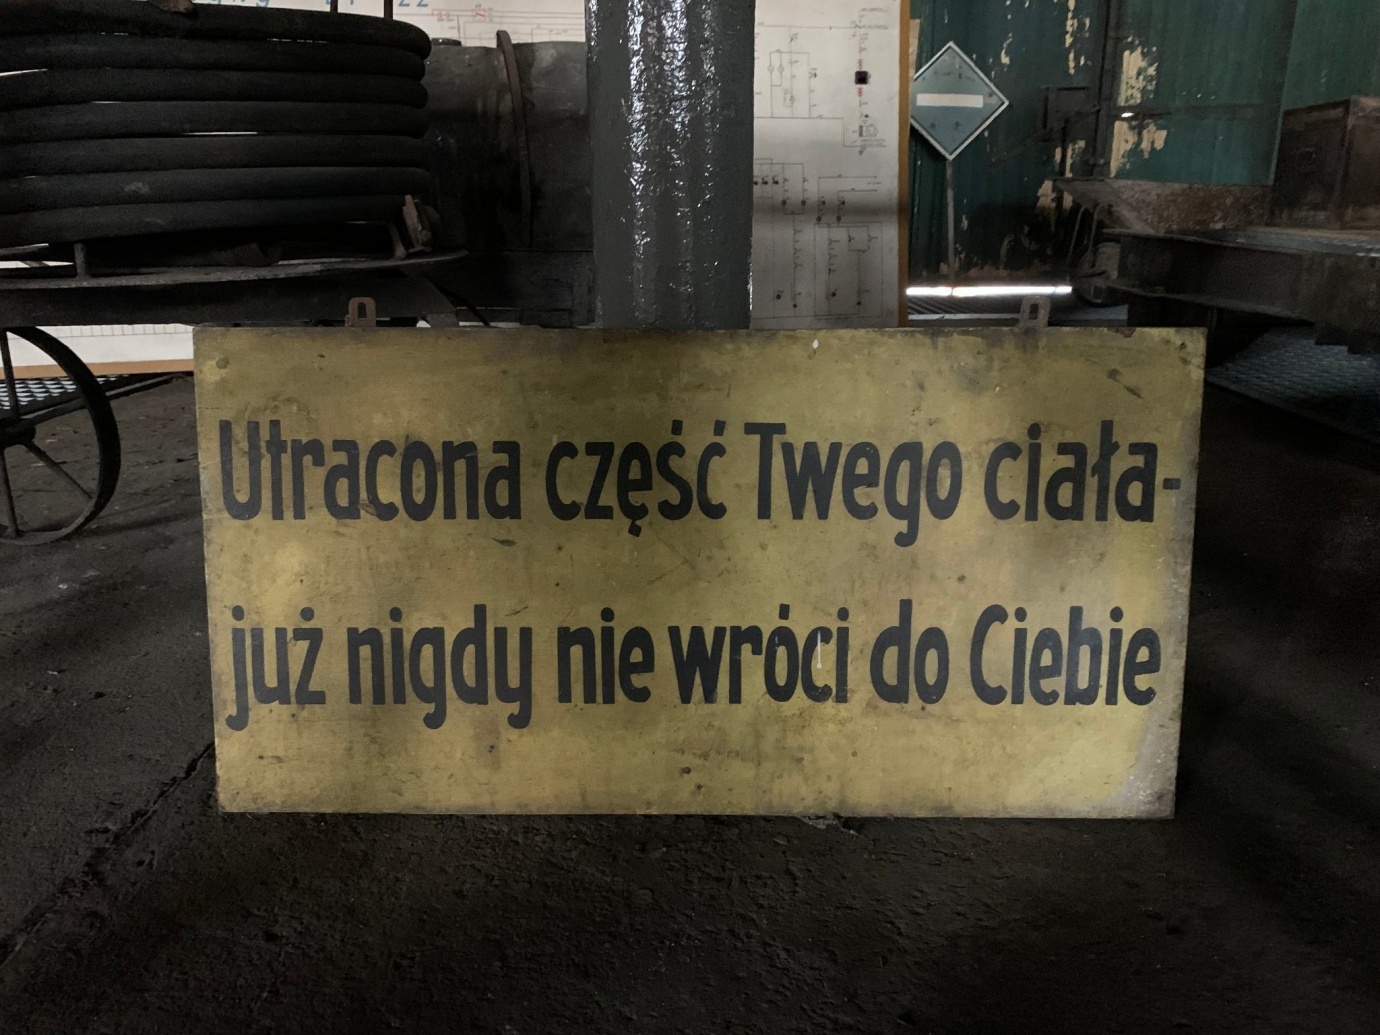 Utracona część Twego ciała-
już nigdy nie wróci do Ciebie